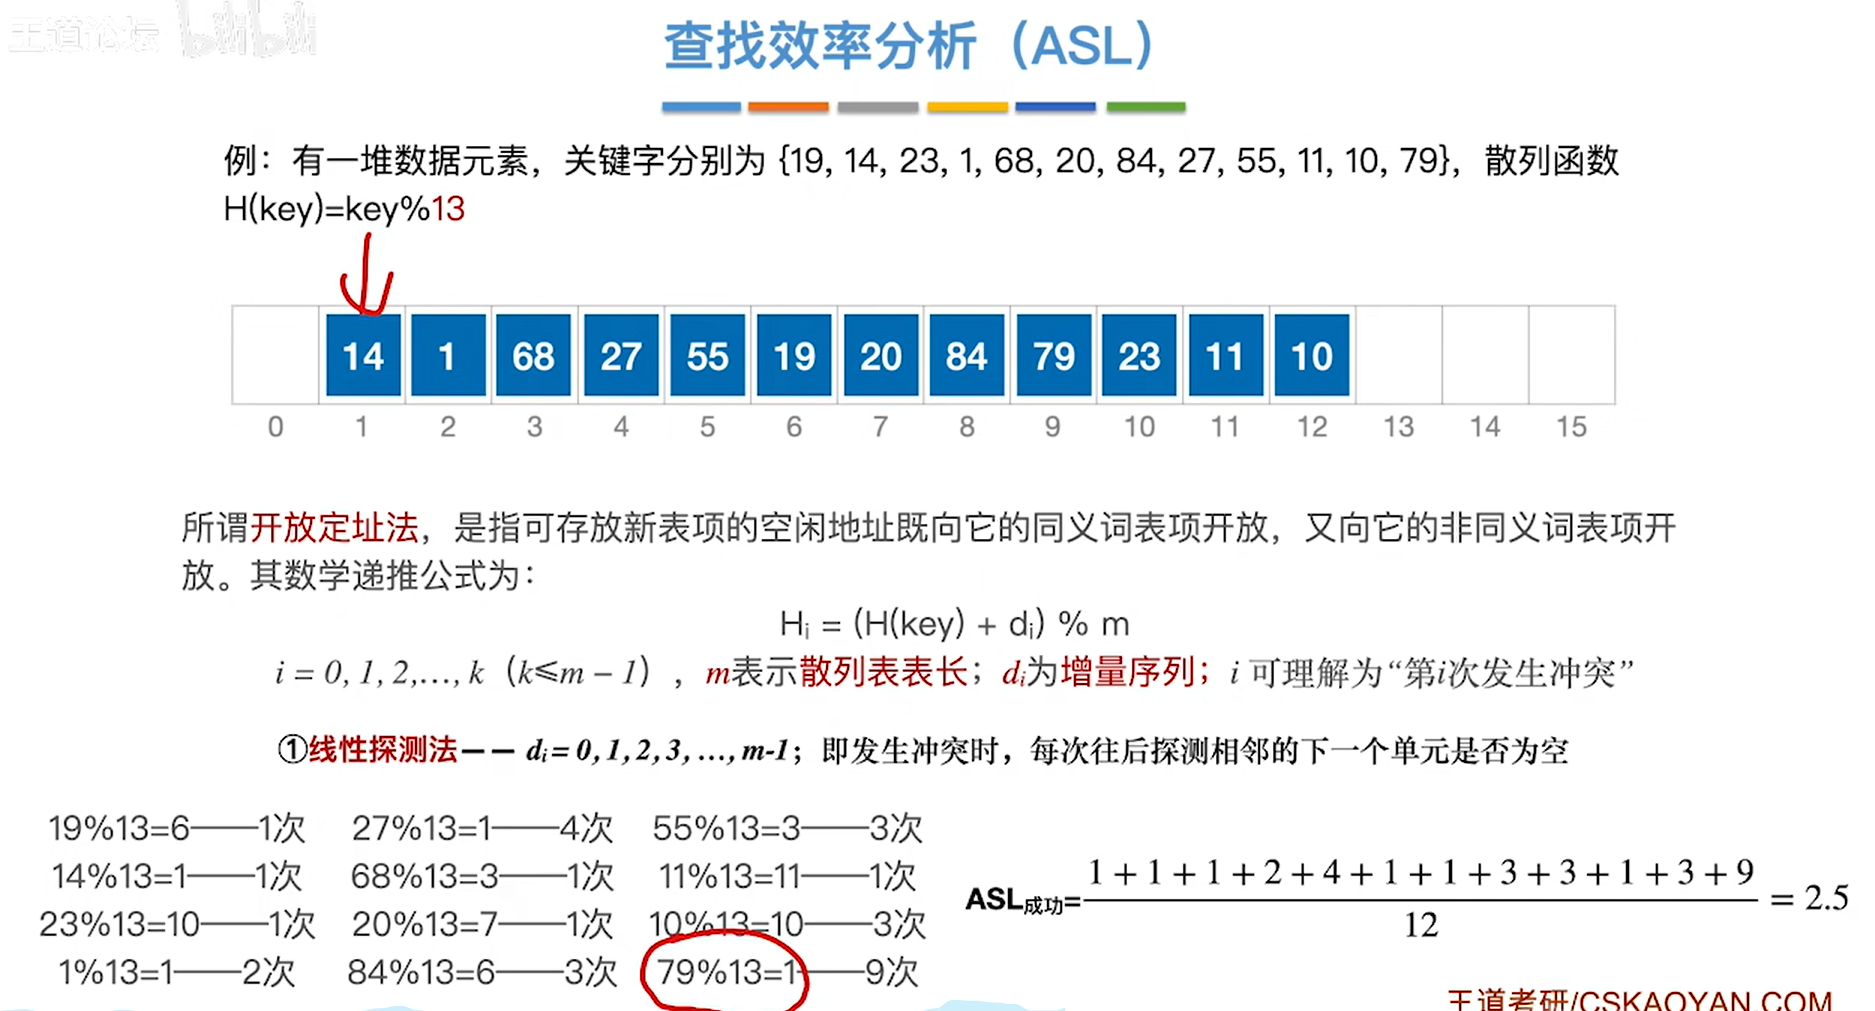 王道论坛 bilibili
查找效率分析（ASL）
例：有一堆数据元素，关键字分别为 {19, 14, 23, 1, 68, 20, 84, 27, 55, 11, 10, 79}，散列函数
H(key)=key%13
14 1 68 27 55 19 20 84 79 23 11 10
0 1 2 3 4 5 6 7 8 9 10 11 12 13 14 15
所谓开放定址法，是指可存放新表项的空闲地址既向它的同义词表项开放，又向它的非同义词表项开
放。其数学递推公式为：
Hᵢ = (H(key) + dᵢ) % m
i = 0, 1, 2,…, k（k≤m − 1），m表示散列表表长；dᵢ为增量序列；i 可理解为“第i次发生冲突”
①线性探测法—— dᵢ = 0, 1, 2, 3, …, m-1；即发生冲突时，每次往后探测相邻的下一个单元是否为空
19%13=6——1次 27%13=1——4次 55%13=3——3次
14%13=1——1次 68%13=3——1次 11%13=11——1次
23%13=10——1次 20%13=7——1次 10%13=10——3次
1%13=1——2次 84%13=6——3次 79%13=1——9次
1 + 1 + 1 + 2 + 4 + 1 + 1 + 3 + 3 + 1 + 3 + 9
ASL成功= = 2.5
12
王道考研/CSKAOYAN.COM